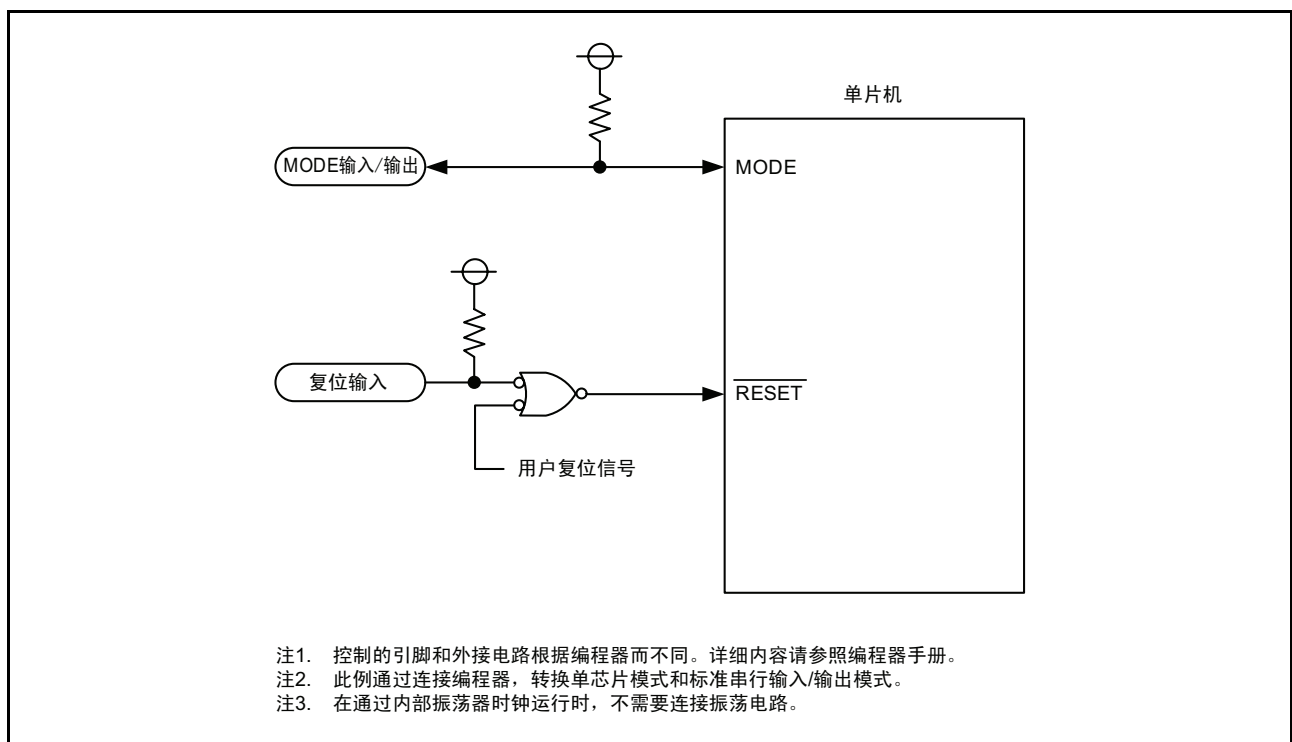 单片机
MODE输入/输出
MODE
复位输入
RESET
用户复位信号
注1. 控制的引脚和外接电路根据编程器而不同。详细内容请参照编程器手册。
注2. 此例通过连接编程器，转换单芯片模式和标准串行输入/输出模式。
注3. 在通过内部振荡器时钟运行时，不需要连接振荡电路。